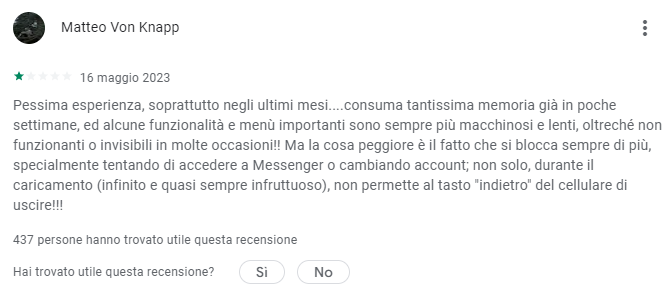 Matteo Von Knapp
16 maggio 2023
Pessima esperienza, soprattutto negli ultimi mesi....consuma tantissima memoria già in poche
settimane, ed alcune funzionalità e menù importanti sono sempre più macchinosi e lenti, oltreché non
funzionanti o invisibili in molte occasioni!! Ma la cosa peggiore è il fatto che si blocca sempre di più,
specialmente tentando di accedere a Messenger o cambiando account; non solo, durante il
caricamento (infinito e quasi sempre infruttuoso), non permette al tasto "indietro" del cellulare di
uscire!!!
437 persone hanno trovato utile questa recensione
Hai trovato utile questa recensione? Sì No